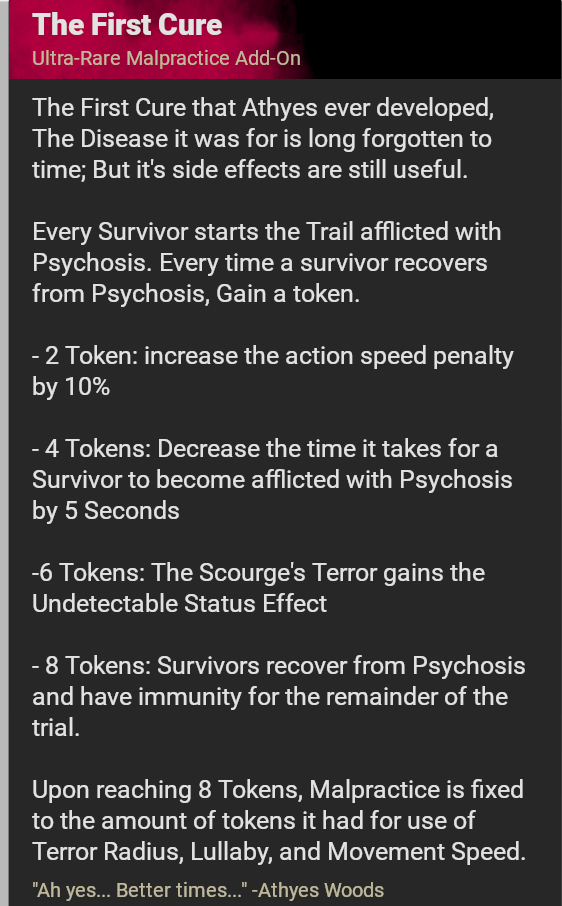 The First Cure
Ultra-Rare Malpractice Add-On
The First Cure that Athyes ever developed,
The Disease it was for is long forgotten to
time; But it's side effects are still useful.
Every Survivor starts the Trail afflicted with
Psychosis. Every time a survivor recovers
from Psychosis, Gain a token.
- 2 Token: increase the action speed penalty
by 10%
- 4 Tokens: Decrease the time it takes for a
Survivor to become afflicted with Psychosis
by 5 Seconds
-6 Tokens: The Scourge's Terror gains the
Undetectable Status Effect
- 8 Tokens: Survivors recover from Psychosis
and have immunity for the remainder of the
trial.
Upon reaching 8 Tokens, Malpractice is fixed
to the amount of tokens it had for use of
Terror Radius, Lullaby, and Movement Speed.
"Ah yes... Better times..." -Athyes Woods